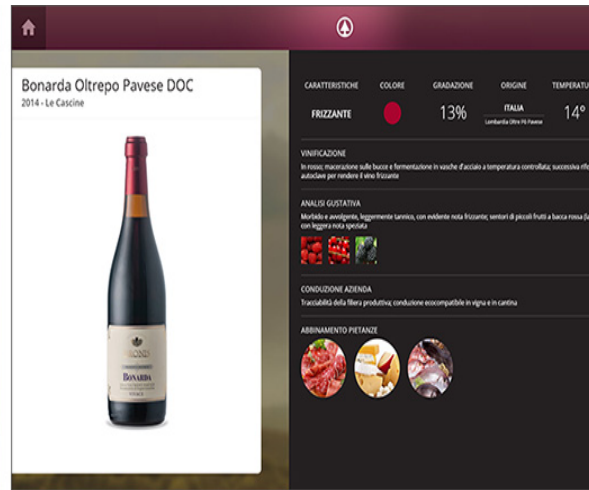 Bonarda Oltrepo Pavese DOC
2014 - Le Cascine
BONARDA
CARATTERISTICHE COLORE GRADAZIONE ORIGINE TEMPERATU
FRIZZANTE 13% ITALIA 14°
Lombardia Oltre Pò Pavese
VINIFICAZIONE
In rosso; macerazione sulle bucce e fermentazione in vasche d'acciaio a temperatura controllata; successiva rife
autoclave per rendere il vino frizzante
ANALISI GUSTATIVA
Morbido e avvolgente, leggermente tannico, con evidente nota frizzante; sentori di piccoli frutti a bacca rossa (la
con leggera nota speziata
CONDUZIONE AZIENDA
Tracciabilità della filiera produttiva; conduzione ecocompatibile in vigna e in cantina
ABBINAMENTO PIETANZE